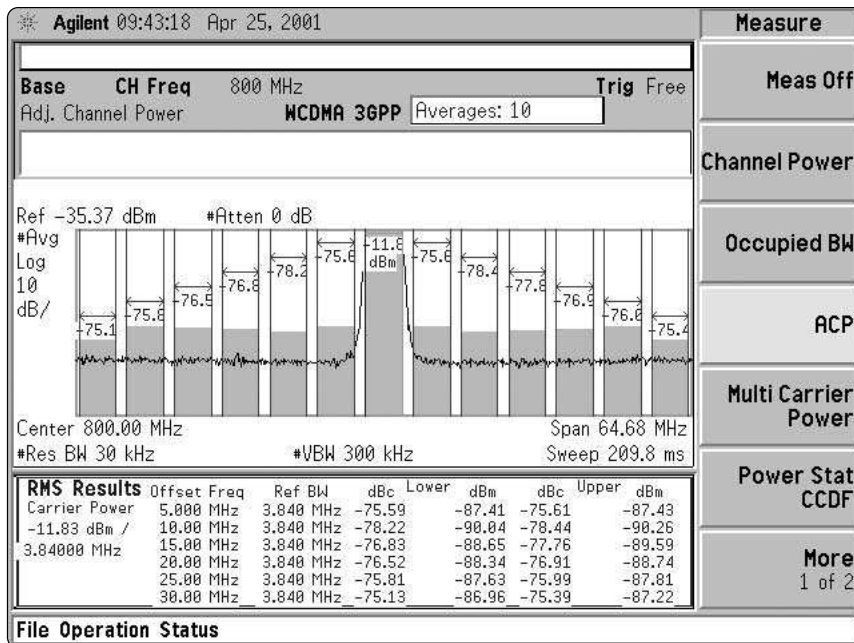 Agilent 09:43:18 Apr 25, 2001
Measure
Base CH Freq 800 MHz Trig Free
Adj. Channel Power WCDMA 3GPP Averages: 10
Meas Off
Channel Power
Occupied BW
ACP
Multi Carrier
Power
Power Stat
CCDF
More
1 of 2
Ref -35.37 dBm #Atten 0 dB
#Avg
Log
10
dB/
-75.1 -75.8 -76.5 -76.8 -78.2 -75.6 -11.8 dBm -75.6 -78.4 -77.8 -76.9 -76.0 -75.4
Center 800.00 MHz Span 64.68 MHz
#Res BW 30 kHz #VBW 300 kHz Sweep 209.8 ms
RMS Results Offset Freq Ref BW dBc Lower dBm dBc Upper dBm
Carrier Power 5.000 MHz 3.840 MHz -75.59 -87.41 -75.61 -87.43
-11.83 dBm / 10.00 MHz 3.840 MHz -78.22 -90.04 -78.44 -90.26
3.84000 MHz 15.00 MHz 3.840 MHz -76.83 -88.65 -77.76 -89.59
20.00 MHz 3.840 MHz -76.52 -88.34 -76.91 -88.74
25.00 MHz 3.840 MHz -75.81 -87.63 -75.99 -87.81
30.00 MHz 3.840 MHz -75.13 -86.96 -75.39 -87.22
File Operation Status